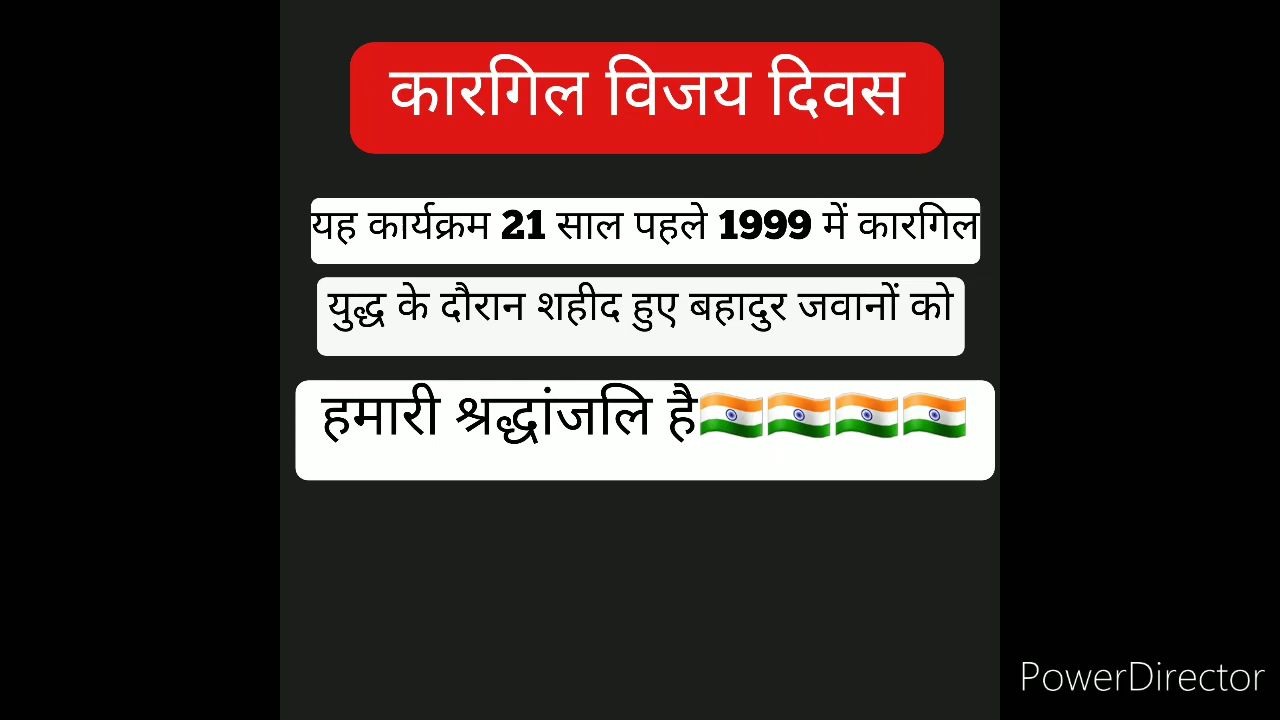 कारगिल विजय दिवस
यह कार्यक्रम 21 साल पहले 1999 में कारगिल
युद्ध के दौरान शहीद हुए बहादुर जवानों को
हमारी श्रद्धांजलि है🇮🇳🇮🇳🇮🇳🇮🇳
PowerDirector